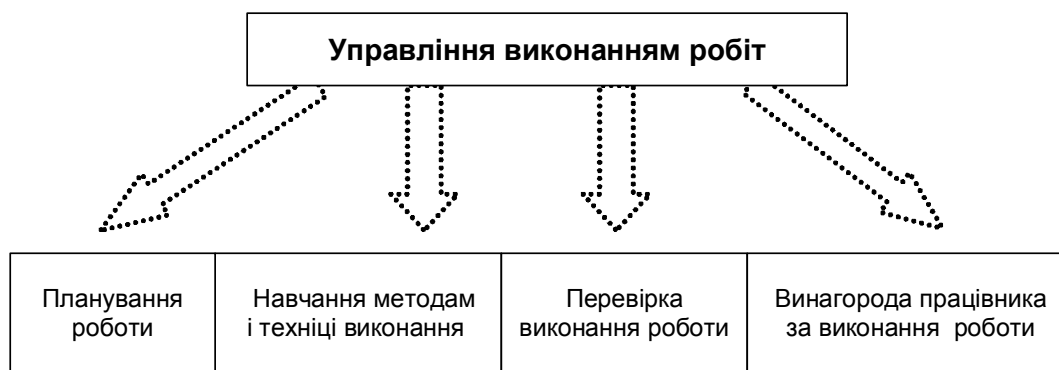 Управління виконанням робіт
Планування
роботи
Навчання методам
і техніці виконання
Перевірка
виконання роботи
Винагорода працівника
за виконання роботи